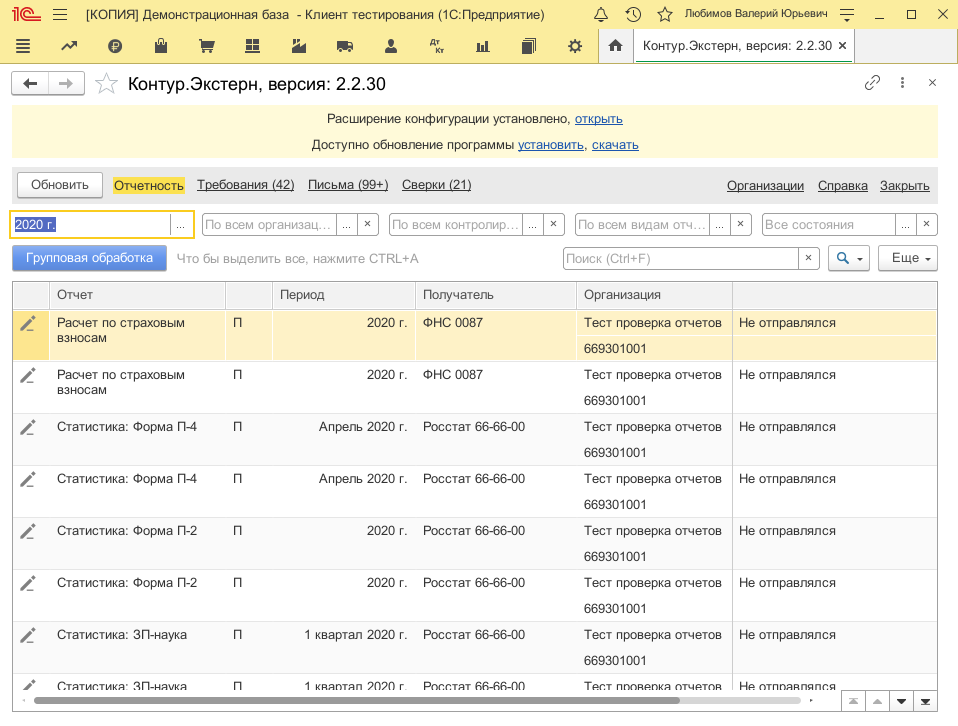 [КОПИЯ] Демонстрационная база - Клиент тестирования (1С:Предприятие)
Любимов Валерий Юрьевич
Контур.Экстерн, версия: 2.2.30 ×
Контур.Экстерн, версия: 2.2.30
Расширение конфигурации установлено, открыть
Доступно обновление программы установить, скачать
Обновить Отчетность Требования (42) Письма (99+) Сверки (21) Организации Справка Закрыть
2020 г. ... По всем организац... ... × По всем контролир... ... × По всем видам отч... ... × Все состояния ... ×
Групповая обработка Что бы выделить все, нажмите CTRL+A Поиск (Ctrl+F) × Еще
Отчет Период Получатель Организация
Расчет по страховым П 2020 г. ФНС 0087 Тест проверка отчетов Не отправлялся
взносам
669301001
Расчет по страховым П 2020 г. ФНС 0087 Тест проверка отчетов Не отправлялся
взносам
669301001
Статистика: Форма П-4 П Апрель 2020 г. Росстат 66-66-00 Тест проверка отчетов Не отправлялся
669301001
Статистика: Форма П-4 П Апрель 2020 г. Росстат 66-66-00 Тест проверка отчетов Не отправлялся
669301001
Статистика: Форма П-2 П 2020 г. Росстат 66-66-00 Тест проверка отчетов Не отправлялся
669301001
Статистика: Форма П-2 П 2020 г. Росстат 66-66-00 Тест проверка отчетов Не отправлялся
669301001
Статистика: ЗП-наука П 1 квартал 2020 г. Росстат 66-66-00 Тест проверка отчетов Не отправлялся
669301001
Статистика: ЗП-наука П 1 квартал 2020 г. Росстат 66-66-00 Тест проверка отчетов Не отправлялся